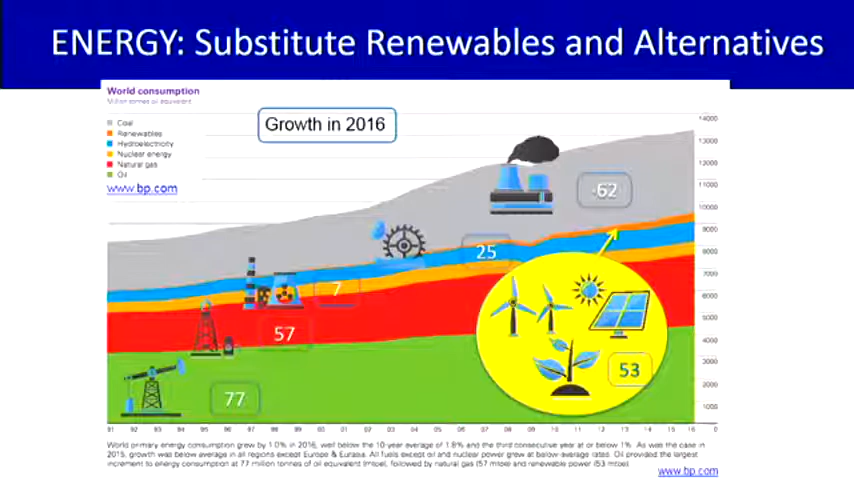 ENERGY: Substitute Renewables and Alternatives
World consumption
Million tonnes oil equivalent
Growth in 2016
Coal
Renewables
Hydroelectricity
Nuclear energy
Natural gas
Oil
www.bp.com
14000
13000
12000
11000
10000
9000
8000
7000
6000
5000
4000
3000
2000
1000
0
-62
25
7
57
53
77
91 92 93 94 95 96 97 98 99 00 01 02 03 04 05 06 07 08 09 10 11 12 13 14 15 16
World primary energy consumption grew by 1.0% in 2016, well below the 10-year average of 1.8% and the third consecutive year at or below 1%. As was the case in
2015, growth was below average in all regions except Europe & Eurasia. All fuels except oil and nuclear power grew at below-average rates. Oil provided the largest
increment to energy consumption at 77 million tonnes of oil equivalent (mtoe), followed by natural gas (57 mtoe) and renewable power (53 mtoe).
www.bp.com